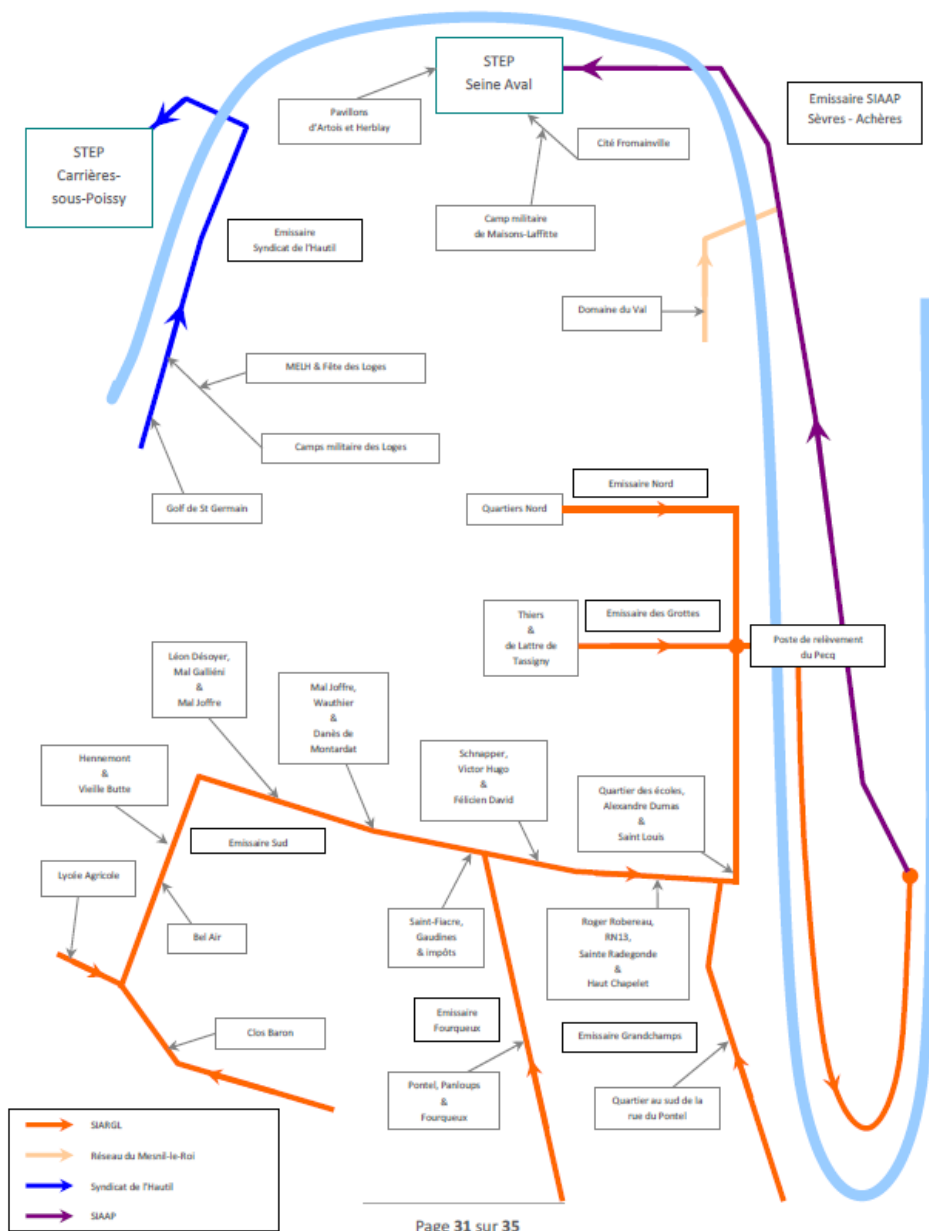 STEP
Seine Aval
Emissaire SIAAP
Sèvres - Achères
Pavillons
d'Artois et Herblay
Cité Fromainville
STEP
Carrières-
sous-Poissy
Camp militaire
de Maisons-Laffitte
Emissaire
Syndicat de l'Hautil
Domaine du Val
MELH & Fête des Loges
Camps militaire des Loges
Golf de St Germain
Emissaire Nord
Quartiers Nord
Emissaire des Grottes
Thiers
&
de Lattre de
Tassigny
Poste de relèvement
du Pecq
Léon Désoyer,
Mal Galliéni
&
Mal Joffre
Mal Joffre,
Wauthier
&
Danès de
Montardat
Schnapper,
Victor Hugo
&
Félicien David
Quartier des écoles,
Alexandre Dumas
&
Saint Louis
Hennemont
&
Vieille Butte
Emissaire Sud
Lycée Agricole
Bel Air
Saint-Fiacre,
Gaudines
& impôts
Roger Robereau,
RN13,
Sainte Radegonde
&
Haut Chapelet
Clos Baron
Emissaire
Fourqueux
Emissaire Grandchamps
Pontel, Panloups
&
Fourqueux
Quartier au sud de la
rue du Pontel
SIARGL
Réseau du Mesnil-le-Roi
Syndicat de l'Hautil
SIAAP
Page 31 sur 35